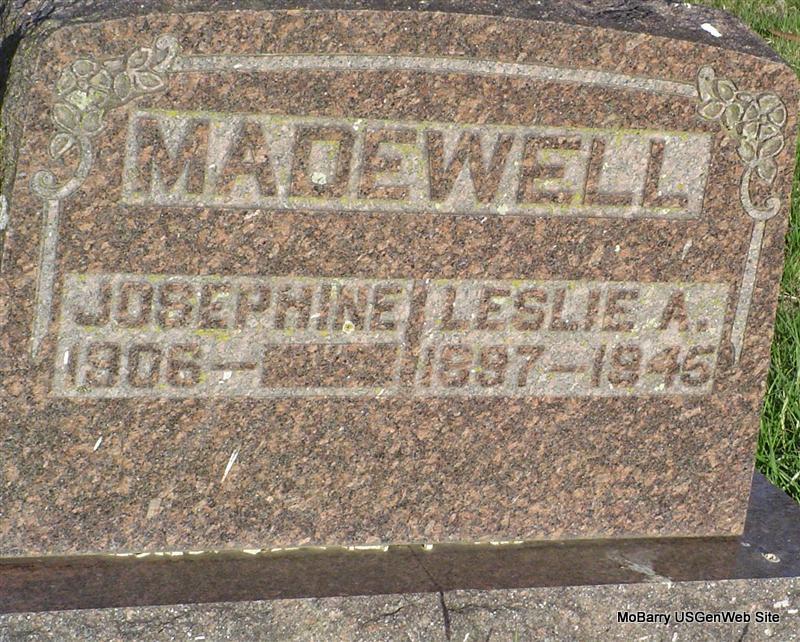 MADEWELL
JOSEPHINE LESLIE A.
1906— 1897—1945
MoBarry USGenWeb Site